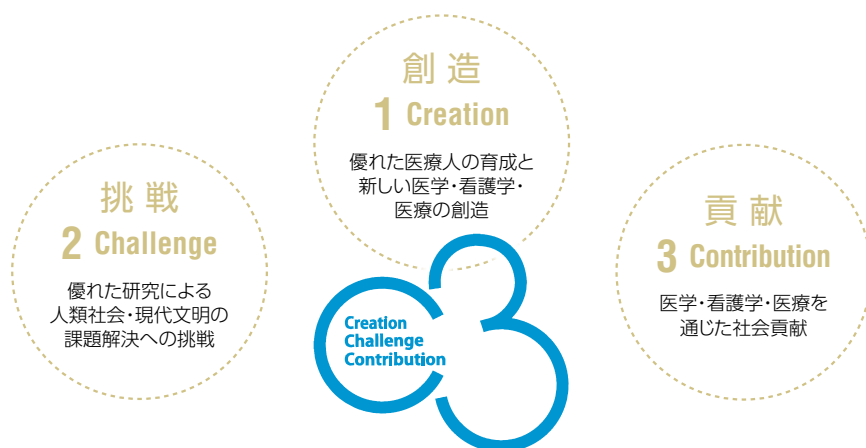 創造
1 Creation
優れた医療人の育成と
新しい医学・看護学・
医療の創造
挑戦
2 Challenge
優れた研究による
人類社会・現代文明の
課題解決への挑戦
貢献
3 Contribution
医学・看護学・医療を
通じた社会貢献
Creation
Challenge
Contribution